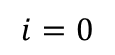 i = 0